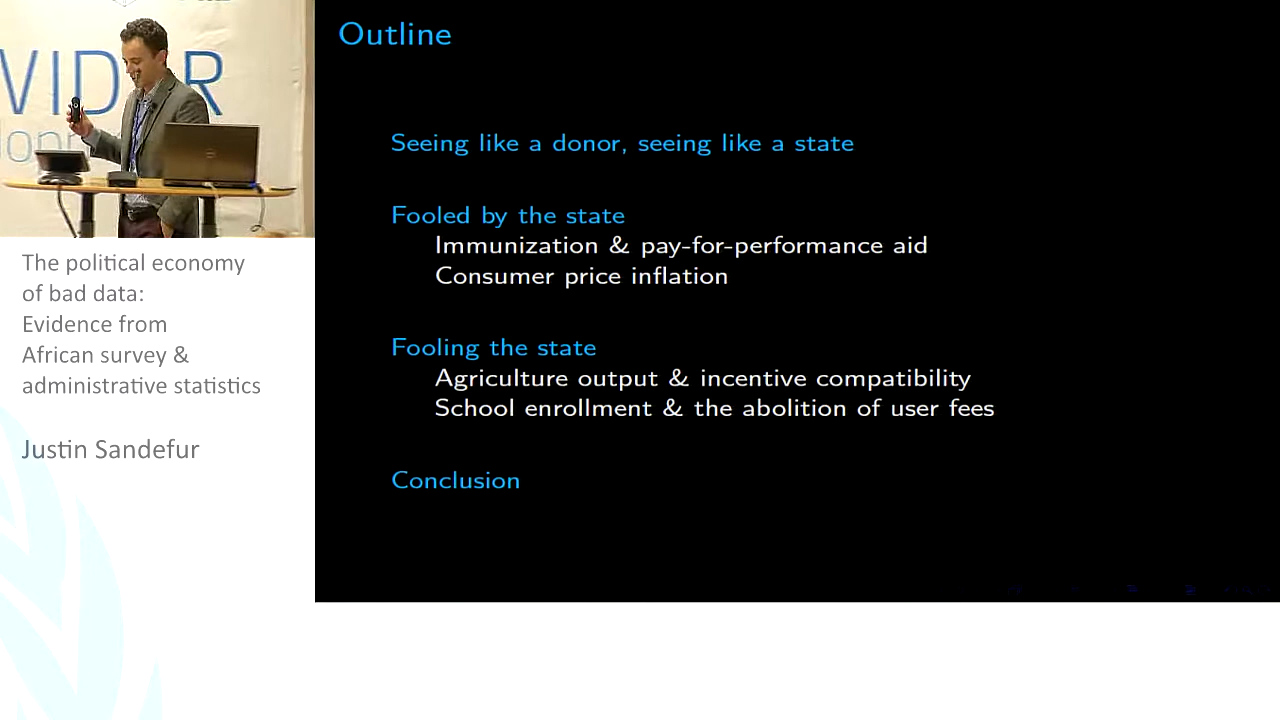 WIDER
The political economy
of bad data:
Evidence from
African survey &
administrative statistics
Justin Sandefur
Outline
Seeing like a donor, seeing like a state
Fooled by the state
Immunization & pay-for-performance aid
Consumer price inflation
Fooling the state
Agriculture output & incentive compatibility
School enrollment & the abolition of user fees
Conclusion